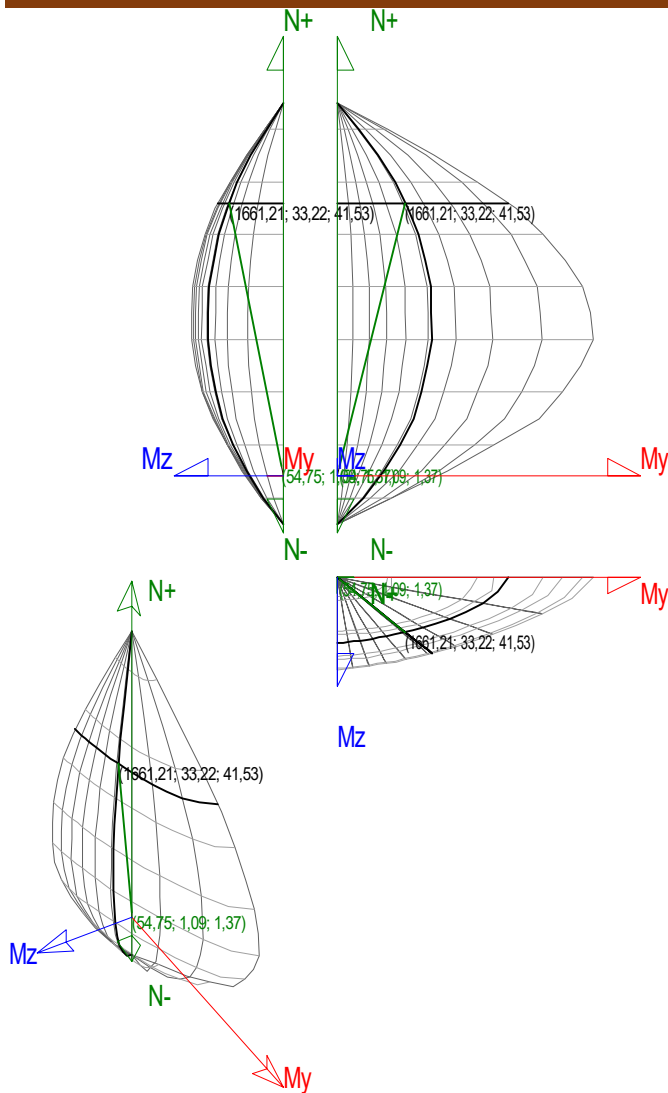 N+ N+
(1661,21; 33,22; 41,53) (1661,21; 33,22; 41,53)
Mz My Mz My
(54,75; 1,09; 1,37)
N- N-
N+ My
(1661,21; 33,22; 41,53)
Mz
N+
(1661,21; 33,22; 41,53)
(54,75; 1,09; 1,37)
Mz
N-
My